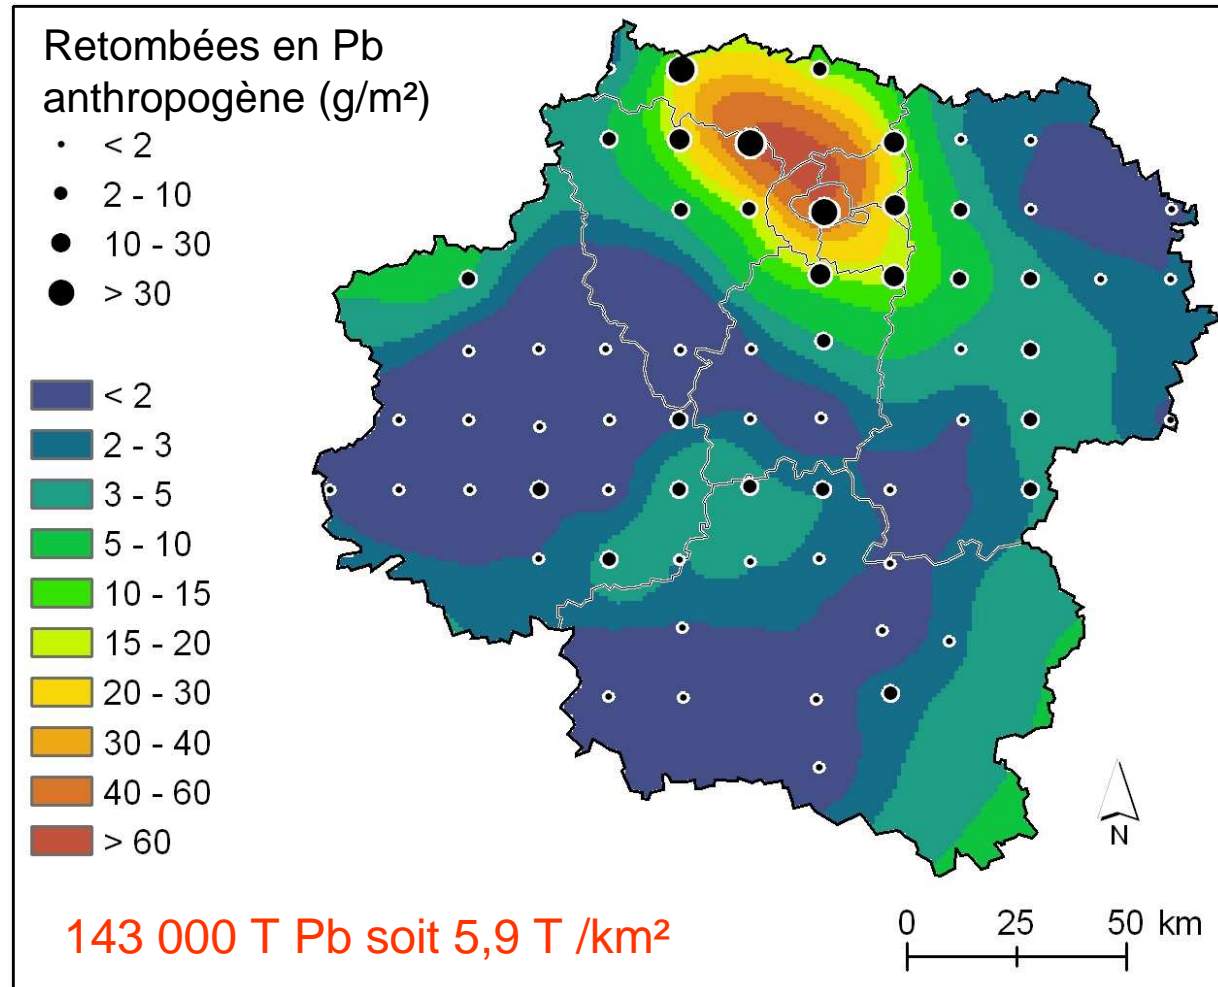 Retombées en Pb
anthropogène (g/m²)
< 2
2 - 10
10 - 30
> 30
< 2
2 - 3
3 - 5
5 - 10
10 - 15
15 - 20
20 - 30
30 - 40
40 - 60
> 60
N
143 000 T Pb soit 5,9 T /km²
0 25 50 km